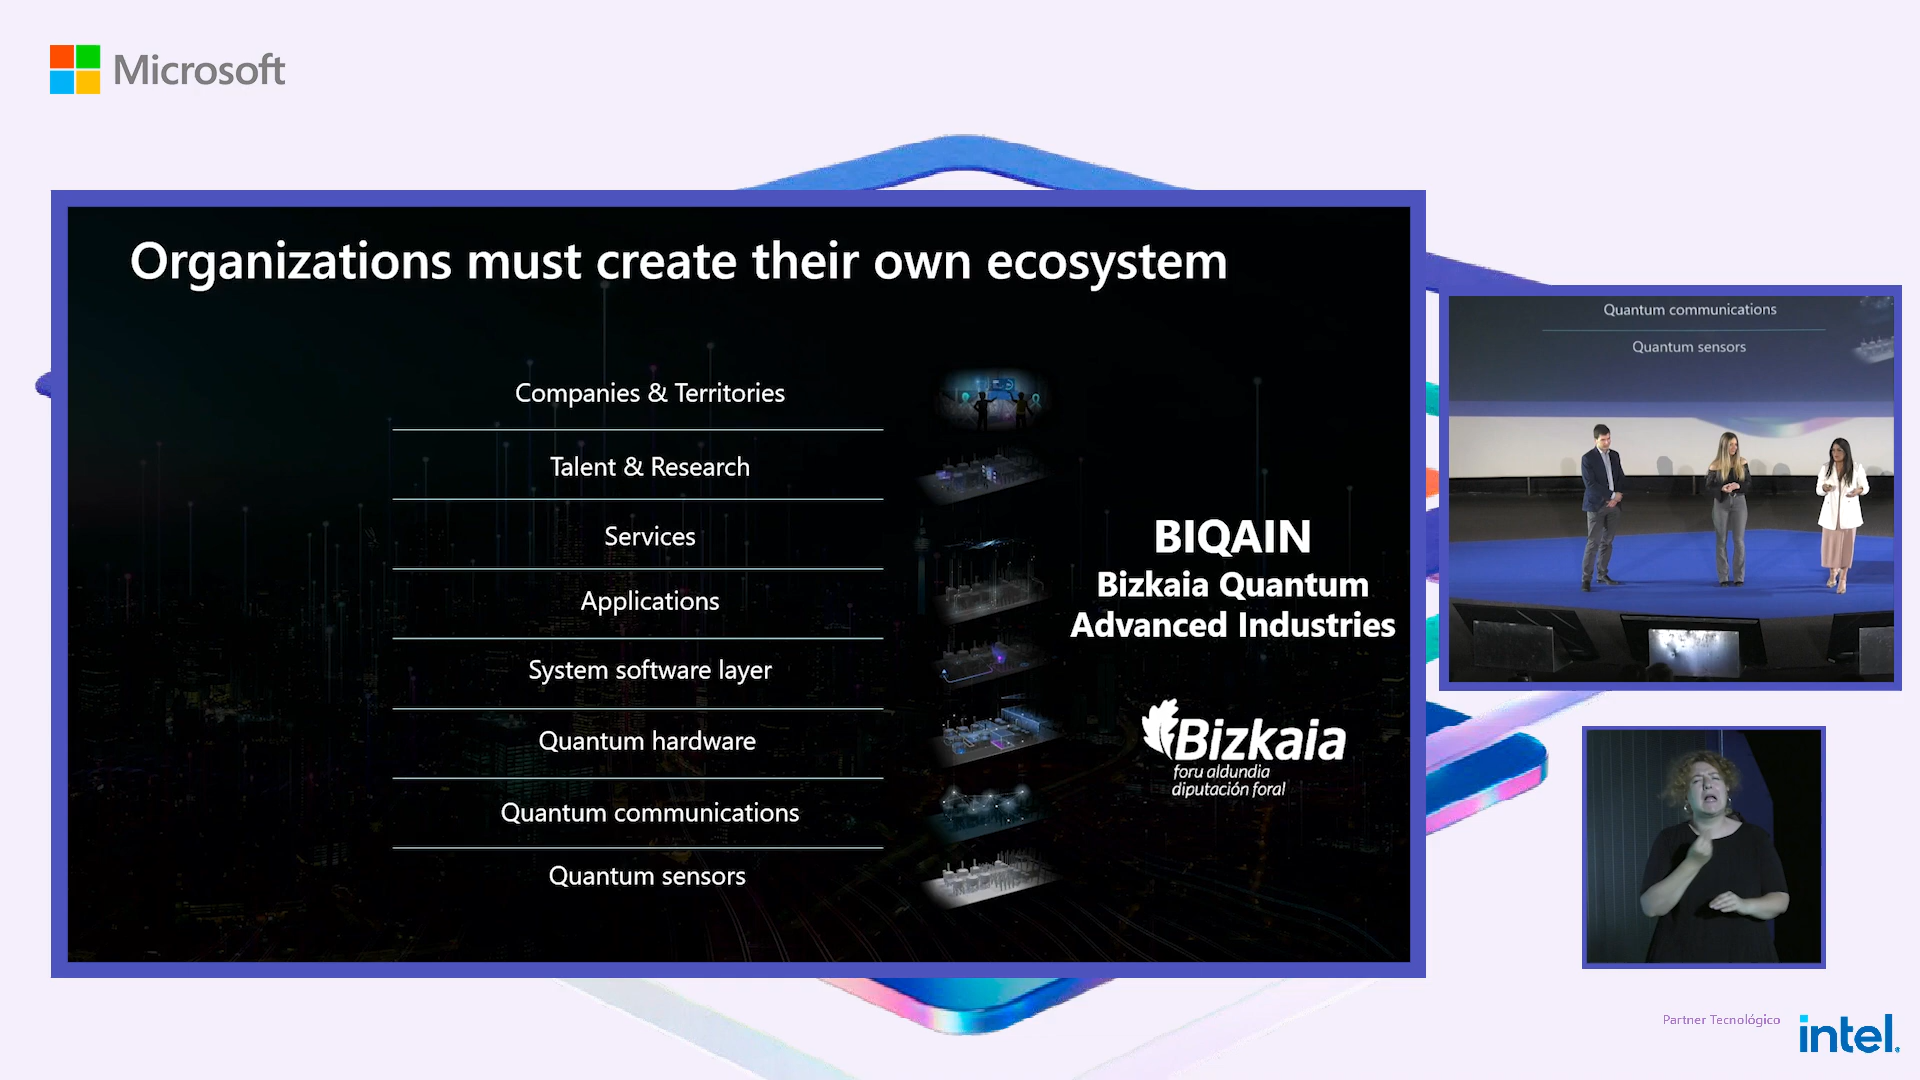 Microsoft
Organizations must create their own ecosystem
Companies & Territories
Talent & Research
Services
Applications
System software layer
Quantum hardware
Quantum communications
Quantum sensors
BIQAIN
Bizkaia Quantum
Advanced Industries
Bizkaia
foru aldundia
diputación foral
Quantum communications
Quantum sensors
Partner Tecnológico
intel.